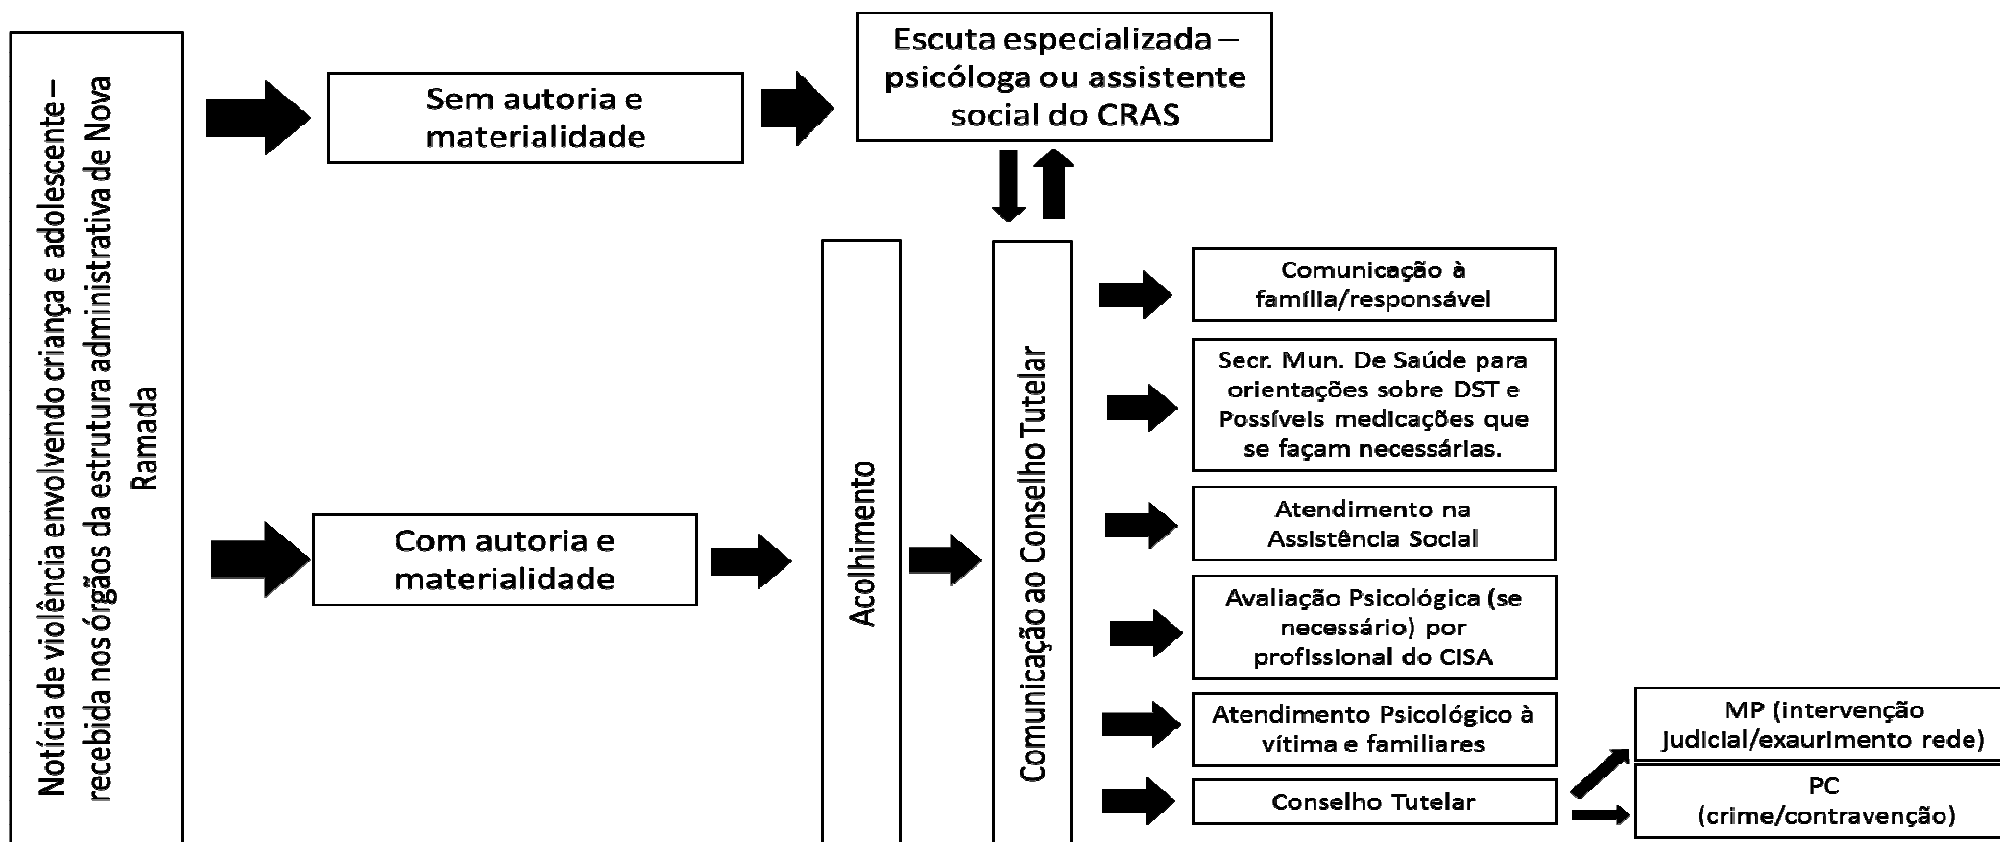 Notícia de violência envolvendo criança e adolescente –
recebida nos órgãos da estrutura administrativa de Nova
Ramada
Sem autoria e
materialidade
Escuta especializada –
psicóloga ou assistente
social do CRAS
Com autoria e
materialidade
Acolhimento
Comunicação ao Conselho Tutelar
Comunicação à
família/responsável
Secr. Mun. De Saúde para
orientações sobre DST e
Possíveis medicações que
se façam necessárias.
Atendimento na
Assistência Social
Avaliação Psicológica (se
necessário) por
profissional do CISA
Atendimento Psicológico à
vítima e familiares
Conselho Tutelar
MP (intervenção
judicial/exaurimento rede)
PC
(crime/contravenção)